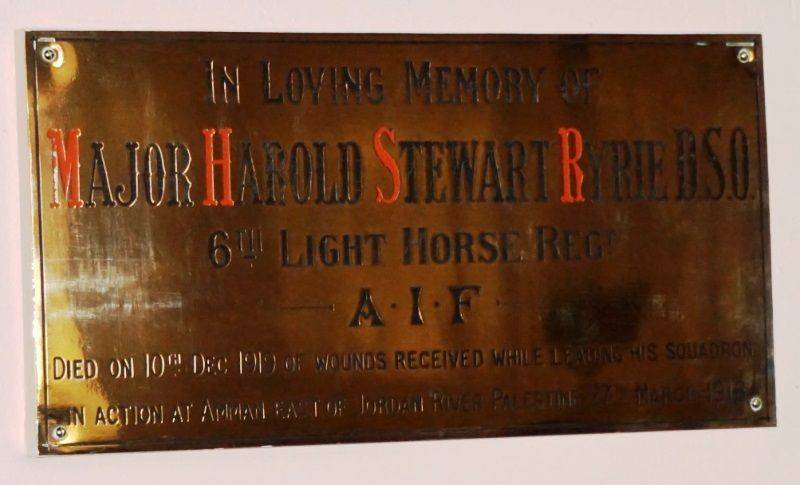 IN LOVING MEMORY OF
MAJOR HAROLD STEWART RYRIE D.S.O.
6TH LIGHT HORSE REGT
A·I·F
DIED ON 10TH DEC 1919 OF WOUNDS RECEIVED WHILE LEADING HIS SQUADRON
IN ACTION AT AMMAN EAST OF JORDAN RIVER PALESTINE MARCH 1918